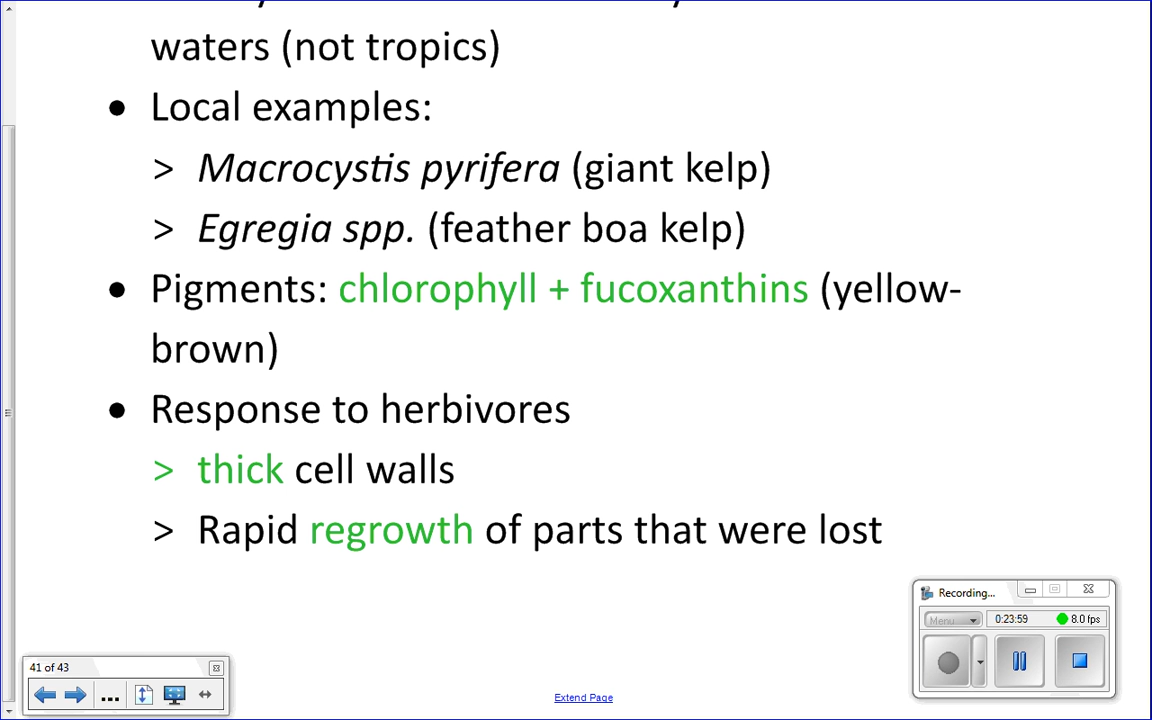 waters (not tropics)
• Local examples:
> Macrocystis pyrifera (giant kelp)
> Egregia spp. (feather boa kelp)
• Pigments: chlorophyll + fucoxanthins (yellow-
brown)
• Response to herbivores
> thick cell walls
> Rapid regrowth of parts that were lost
Recording...
Menu 0:23:59 8.0 fps
41 of 43
Extend Page